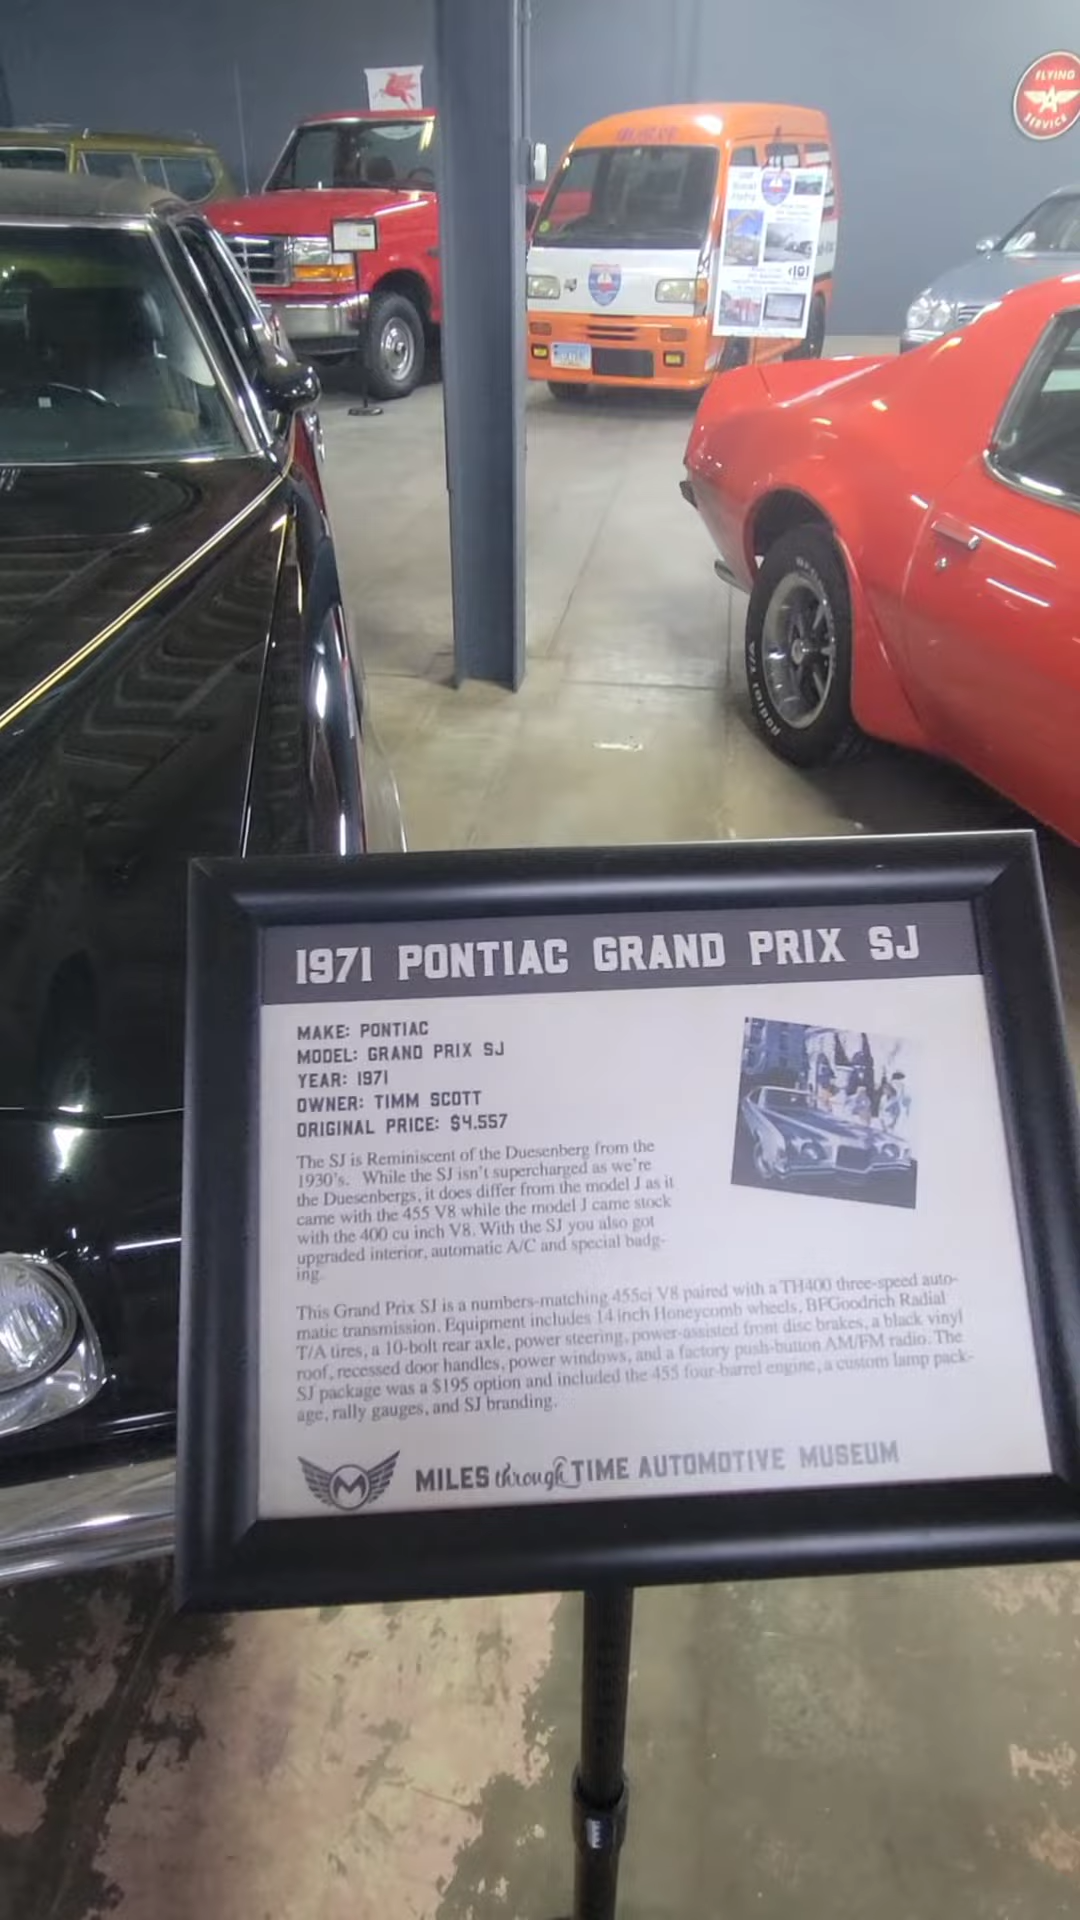 FLYING
A
SERVICE
RADIAL T/A
1971 PONTIAC GRAND PRIX SJ
MAKE: PONTIAC
MODEL: GRAND PRIX SJ
YEAR: 1971
OWNER: TIMM SCOTT
ORIGINAL PRICE: $4,557
The SJ is Reminiscent of the Duesenberg from the
1930's. While the SJ isn't supercharged as we're
the Duesenbergs, it does differ from the model J as it
came with the 455 V8 while the model J came stock
with the 400 cu inch V8. With the SJ you also got
upgraded interior, automatic A/C and special badg-
ing.
This Grand Prix SJ is a numbers-matching 455ci V8 paired with a TH400 three-speed auto-
matic transmission. Equipment includes 14 inch Honeycomb wheels, BFGoodrich Radial
T/A tires, a 10-bolt rear axle, power steering, power-assisted front disc brakes, a black vinyl
roof, recessed door handles, power windows, and a factory push-button AM/FM radio. The
SJ package was a $195 option and included the 455 four-barrel engine, a custom lamp pack-
age, rally gauges, and SJ branding.
M
MILES through TIME AUTOMOTIVE MUSEUM